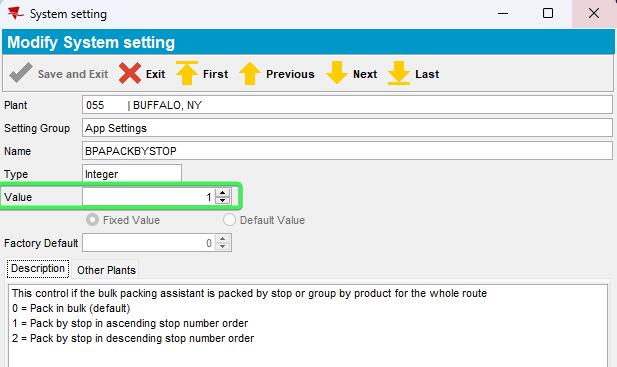 System setting
Modify System setting
Save and Exit Exit First Previous Next Last
Plant 055 | BUFFALO, NY
Setting Group App Settings
Name BPAPACKBYSTOP
Type Integer
Value 1
Fixed Value Default Value
Factory Default 0
Description Other Plants
This control if the bulk packing assistant is packed by stop or group by product for the whole route
0 = Pack in bulk (default)
1 = Pack by stop in ascending stop number order
2 = Pack by stop in descending stop number order